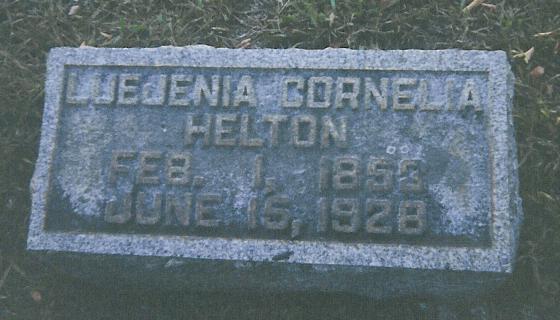 LUEJENIA CORNELIA
HELTON
FEB. 1, 1853
JUNE 15, 1928